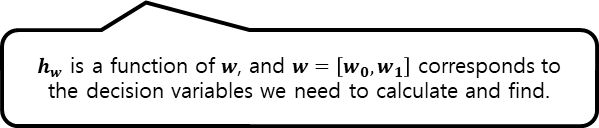 h_w is a function of w, and w = [w_0, w_1] corresponds to
the decision variables we need to calculate and find.